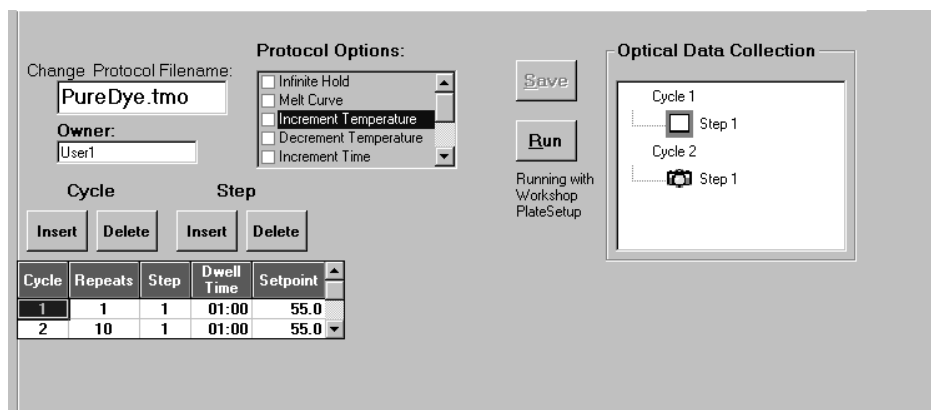 Change Protocol Filename:
PureDye.tmo
Owner:
User1
Protocol Options:
Infinite Hold
Melt Curve
Increment Temperature
Decrement Temperature
Increment Time
Save
Run
Running with
Workshop
PlateSetup
Optical Data Collection
Cycle 1
Step 1
Cycle 2
Step 1
Cycle Step
Insert Delete Insert Delete
Cycle Repeats Step Dwell Time Setpoint
1 1 1 01:00 55.0
2 10 1 01:00 55.0